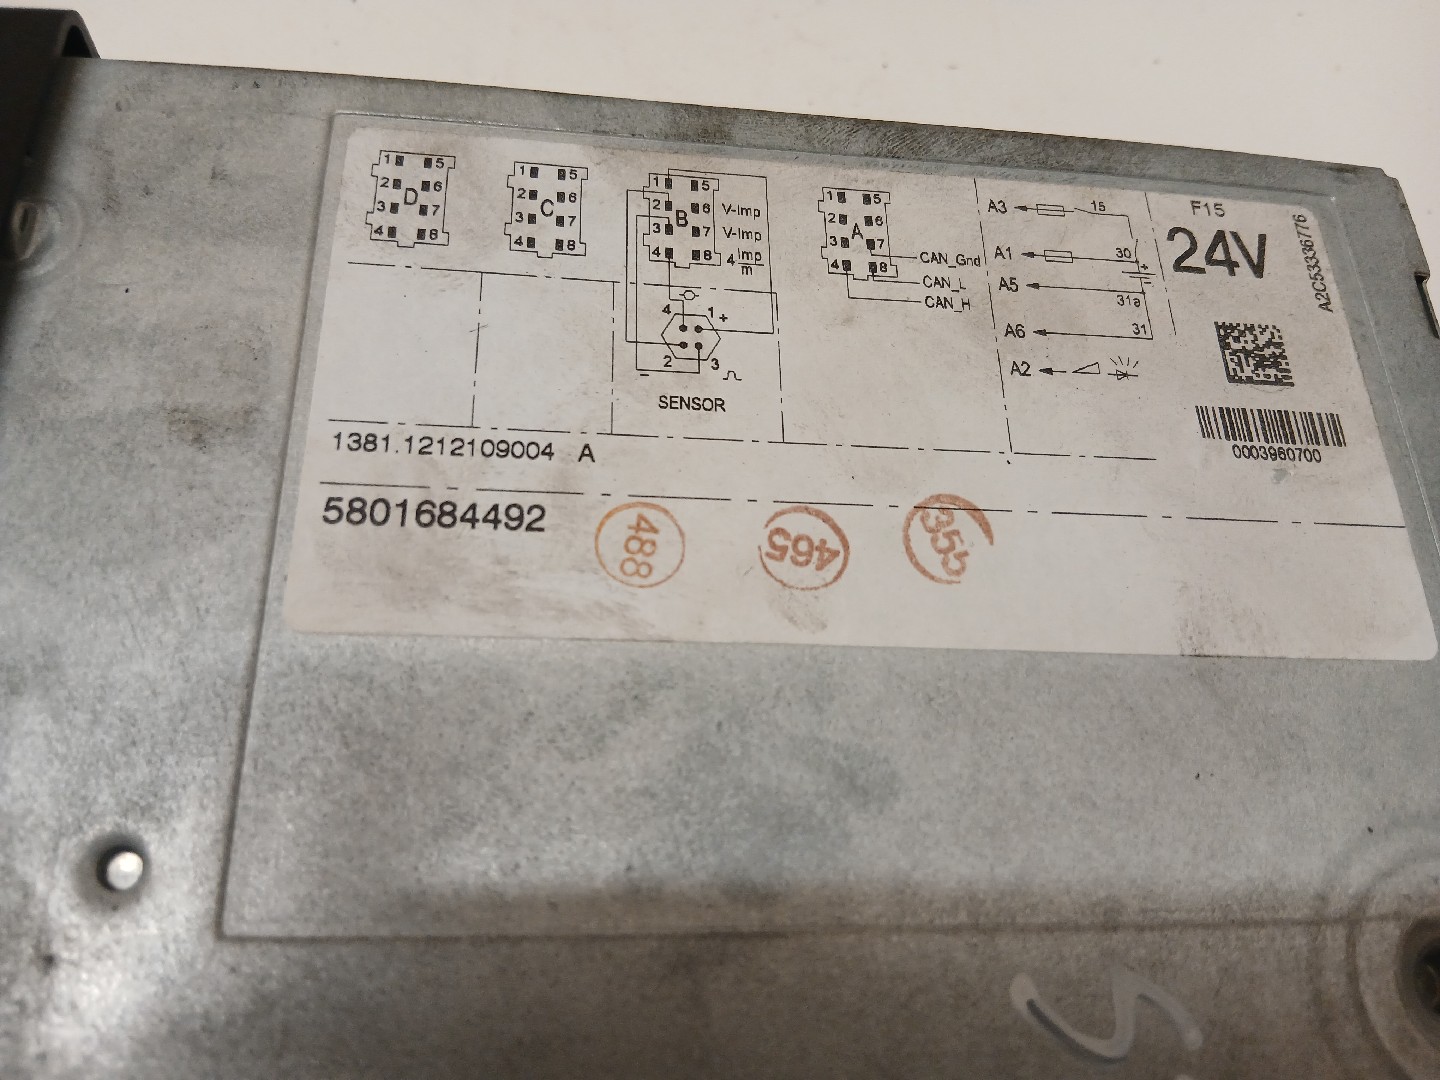 1 5
2 6
D
3 7
4 8
1 5
2 6
C
3 7
4 8
1 5
2 6 V-Imp
B
3 7 V-Imp
4 8 4 Imp
m
4 1 +
2 3
-
SENSOR
1 5
2 6
A
3 7
4 8
CAN_Gnd
CAN_L
CAN_H
A3 15
A1 30
+
A5
31a
A6 31
A2
F15
24V
A2C53336776
0003960700
1381.1212109004 A
5801684492
488
465
355
S